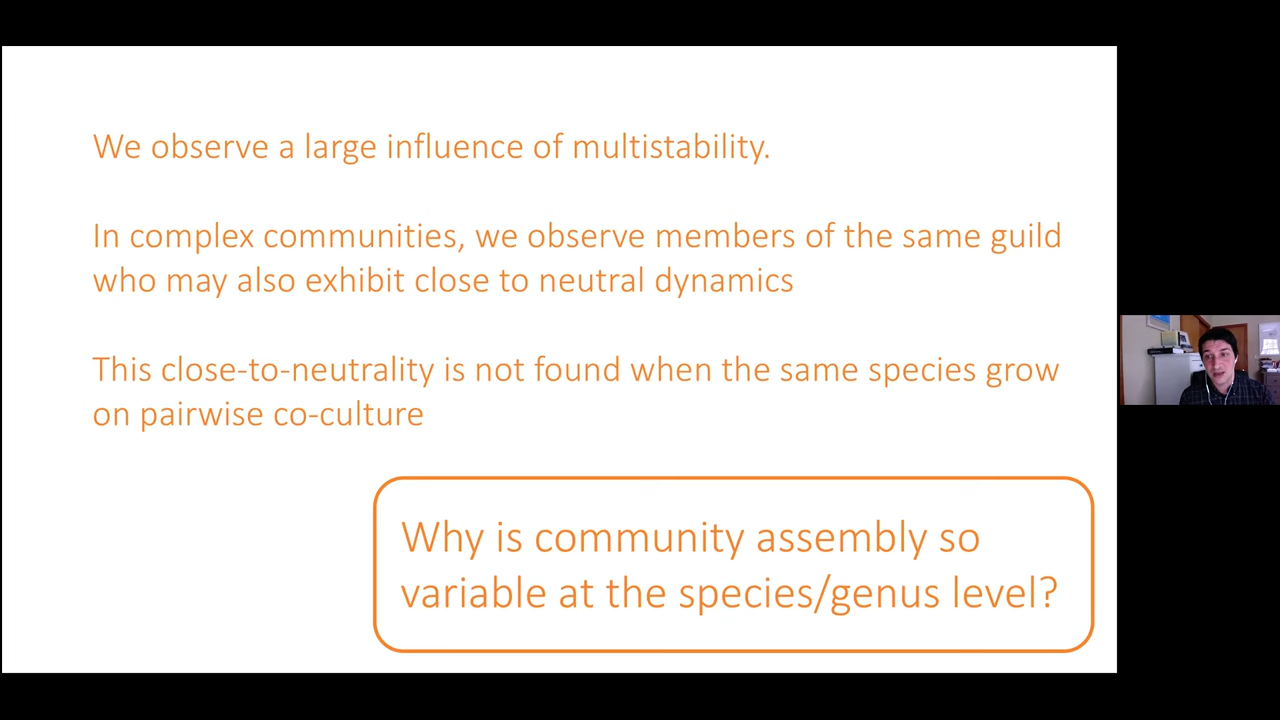 We observe a large influence of multistability.
In complex communities, we observe members of the same guild
who may also exhibit close to neutral dynamics
This close-to-neutrality is not found when the same species grow
on pairwise co-culture
Why is community assembly so
variable at the species/genus level?